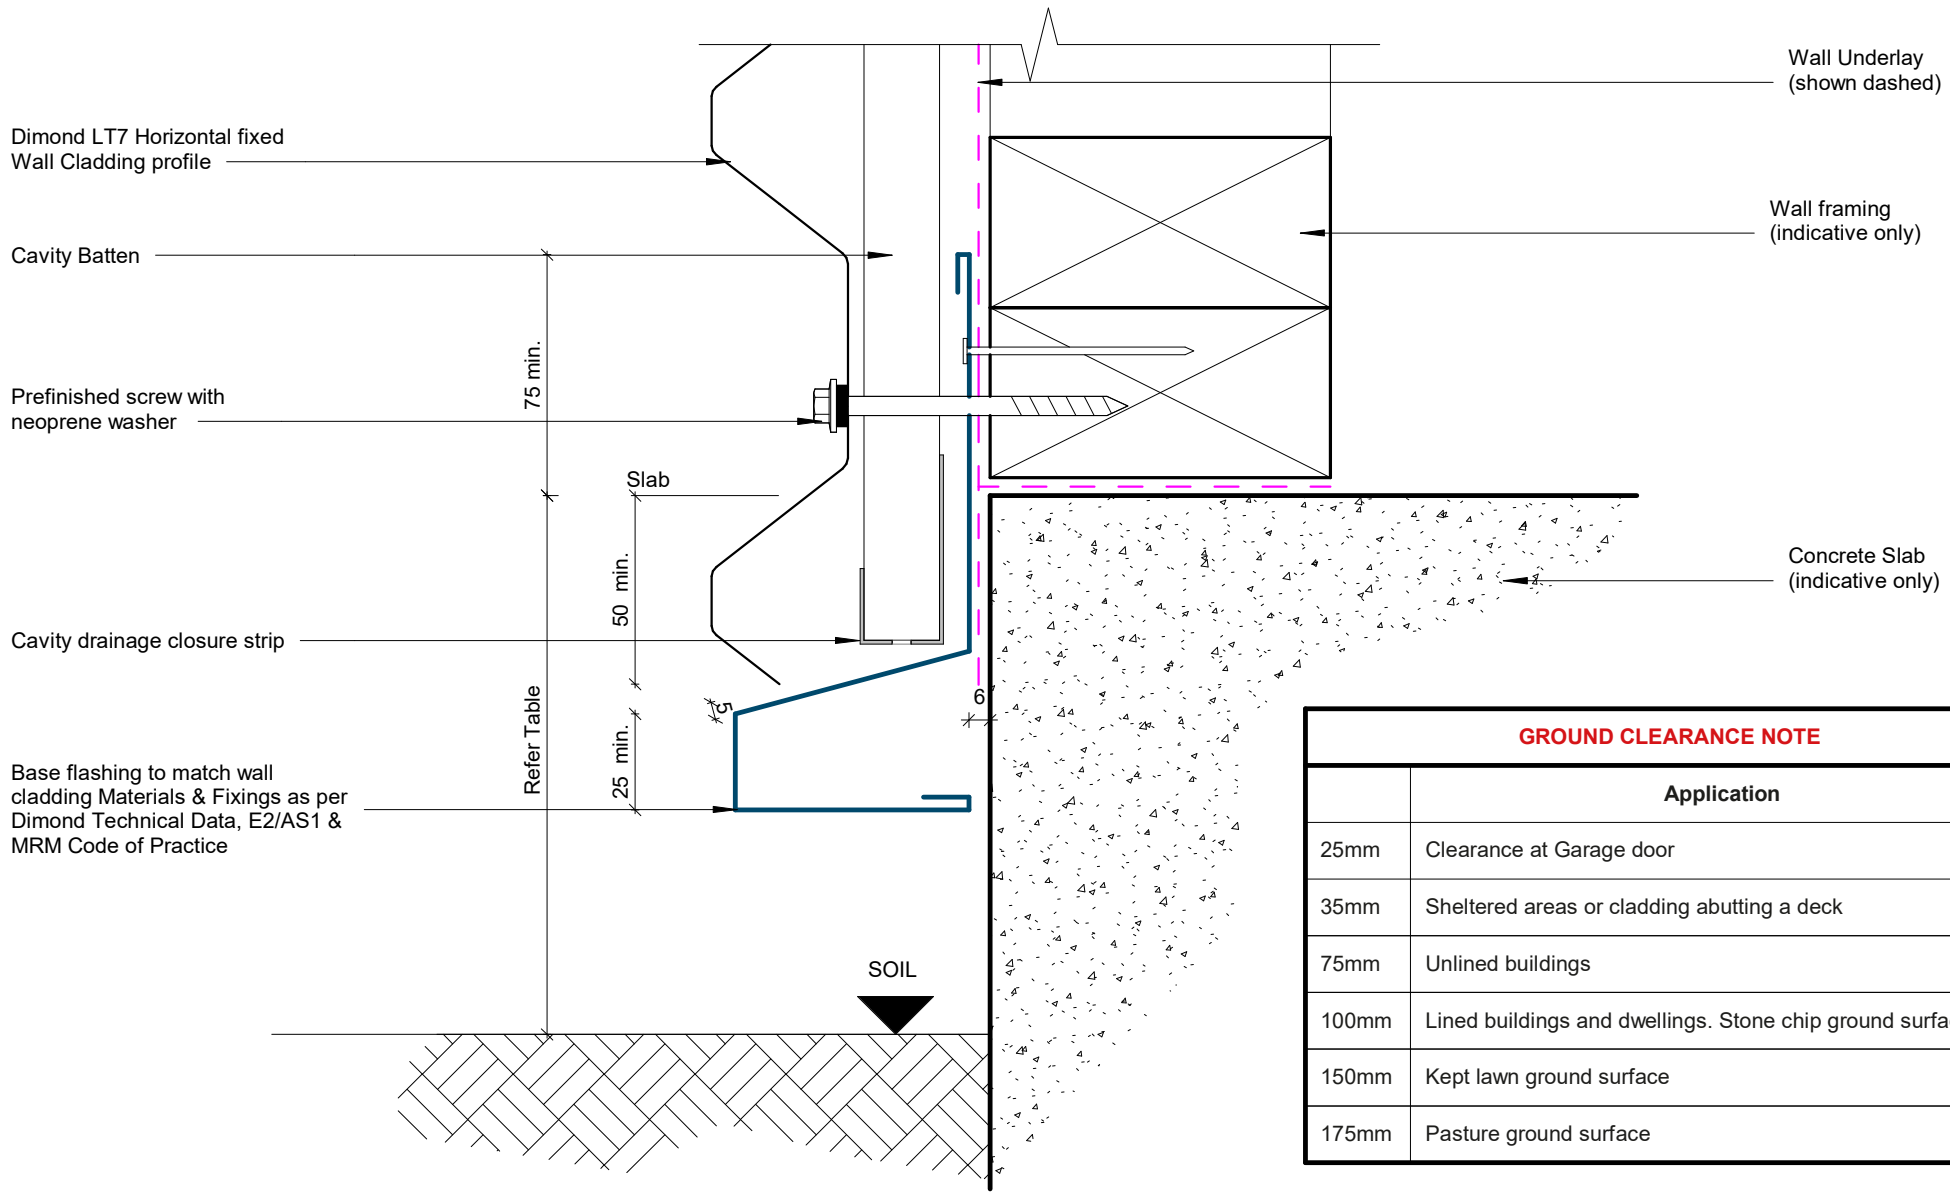 Wall Underlay
(shown dashed)
Dimond LT7 Horizontal fixed
Wall Cladding profile
Wall framing
(indicative only)
Cavity Batten
75 min.
Prefinished screw with
neoprene washer
Slab
50 min.
Concrete Slab
(indicative only)
Cavity drainage closure strip
6
5
Refer Table
25 min.
Base flashing to match wall
cladding Materials & Fixings as per
Dimond Technical Data, E2/AS1 &
MRM Code of Practice
SOIL
GROUND CLEARANCE NOTE
Application
25mm Clearance at Garage door
35mm Sheltered areas or cladding abutting a deck
75mm Unlined buildings
100mm Lined buildings and dwellings. Stone chip ground
150mm Kept lawn ground surface
175mm Pasture ground surface